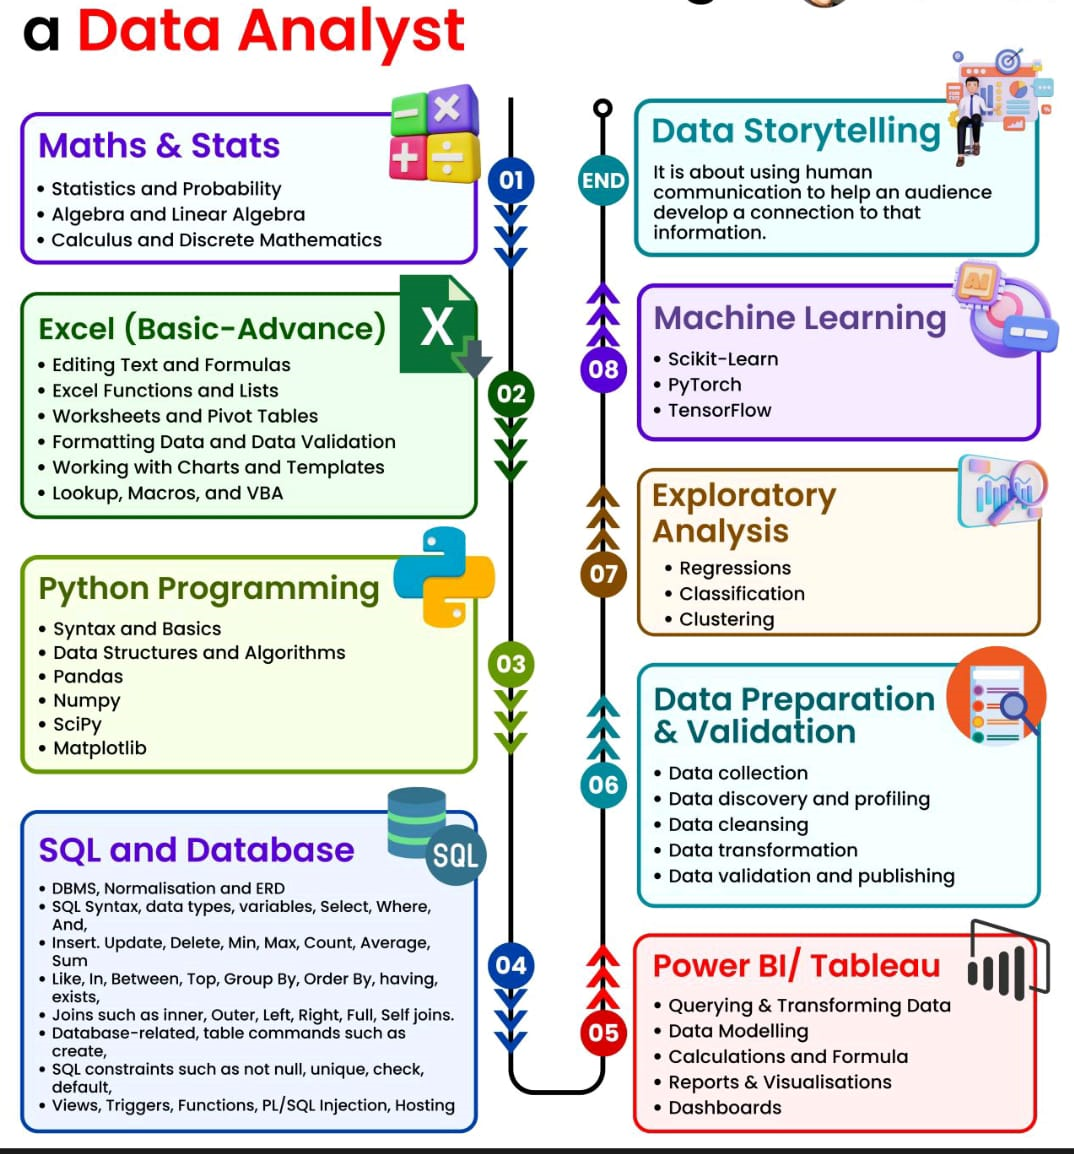 a Data Analyst
Maths & Stats
• Statistics and Probability
• Algebra and Linear Algebra
• Calculus and Discrete Mathematics
01
Excel (Basic-Advance)
X
• Editing Text and Formulas
• Excel Functions and Lists
• Worksheets and Pivot Tables
• Formatting Data and Data Validation
• Working with Charts and Templates
• Lookup, Macros, and VBA
02
Python Programming
• Syntax and Basics
• Data Structures and Algorithms
• Pandas
• Numpy
• SciPy
• Matplotlib
03
SQL and Database
SQL
• DBMS, Normalisation and ERD
• SQL Syntax, data types, variables, Select, Where,
And,
• Insert. Update, Delete, Min, Max, Count, Average,
Sum
• Like, In, Between, Top, Group By, Order By, having,
exists,
• Joins such as inner, Outer, Left, Right, Full, Self joins.
• Database-related, table commands such as
create,
• SQL constraints such as not null, unique, check,
default,
• Views, Triggers, Functions, PL/SQL Injection, Hosting
04
Power BI/ Tableau
• Querying & Transforming Data
• Data Modelling
• Calculations and Formula
• Reports & Visualisations
• Dashboards
05
Data Preparation
& Validation
• Data collection
• Data discovery and profiling
• Data cleansing
• Data transformation
• Data validation and publishing
06
Exploratory
Analysis
• Regressions
• Classification
• Clustering
07
Machine Learning
AI
• Scikit-Learn
• PyTorch
• TensorFlow
08
Data Storytelling
It is about using human
communication to help an audience
develop a connection to that
information.
END